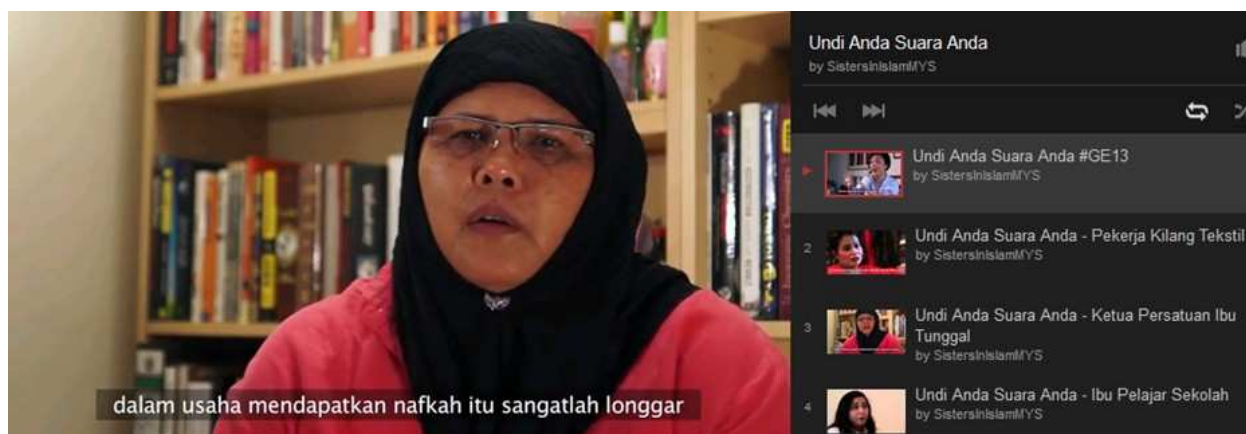 dalam usaha mendapatkan nafkah itu sangatlah longgar
Undi Anda Suara Anda
by SistersInIslamMYS
Undi Anda Suara Anda #GE13
by SistersInIslamMYS
2
Undi Anda Suara Anda - Pekerja Kilang Tekstil
by SistersInIslamMYS
3
Undi Anda Suara Anda - Ketua Persatuan Ibu
Tunggal
by SistersInIslamMYS
4
Undi Anda Suara Anda - Ibu Pelajar Sekolah
by SistersInIslamMYS